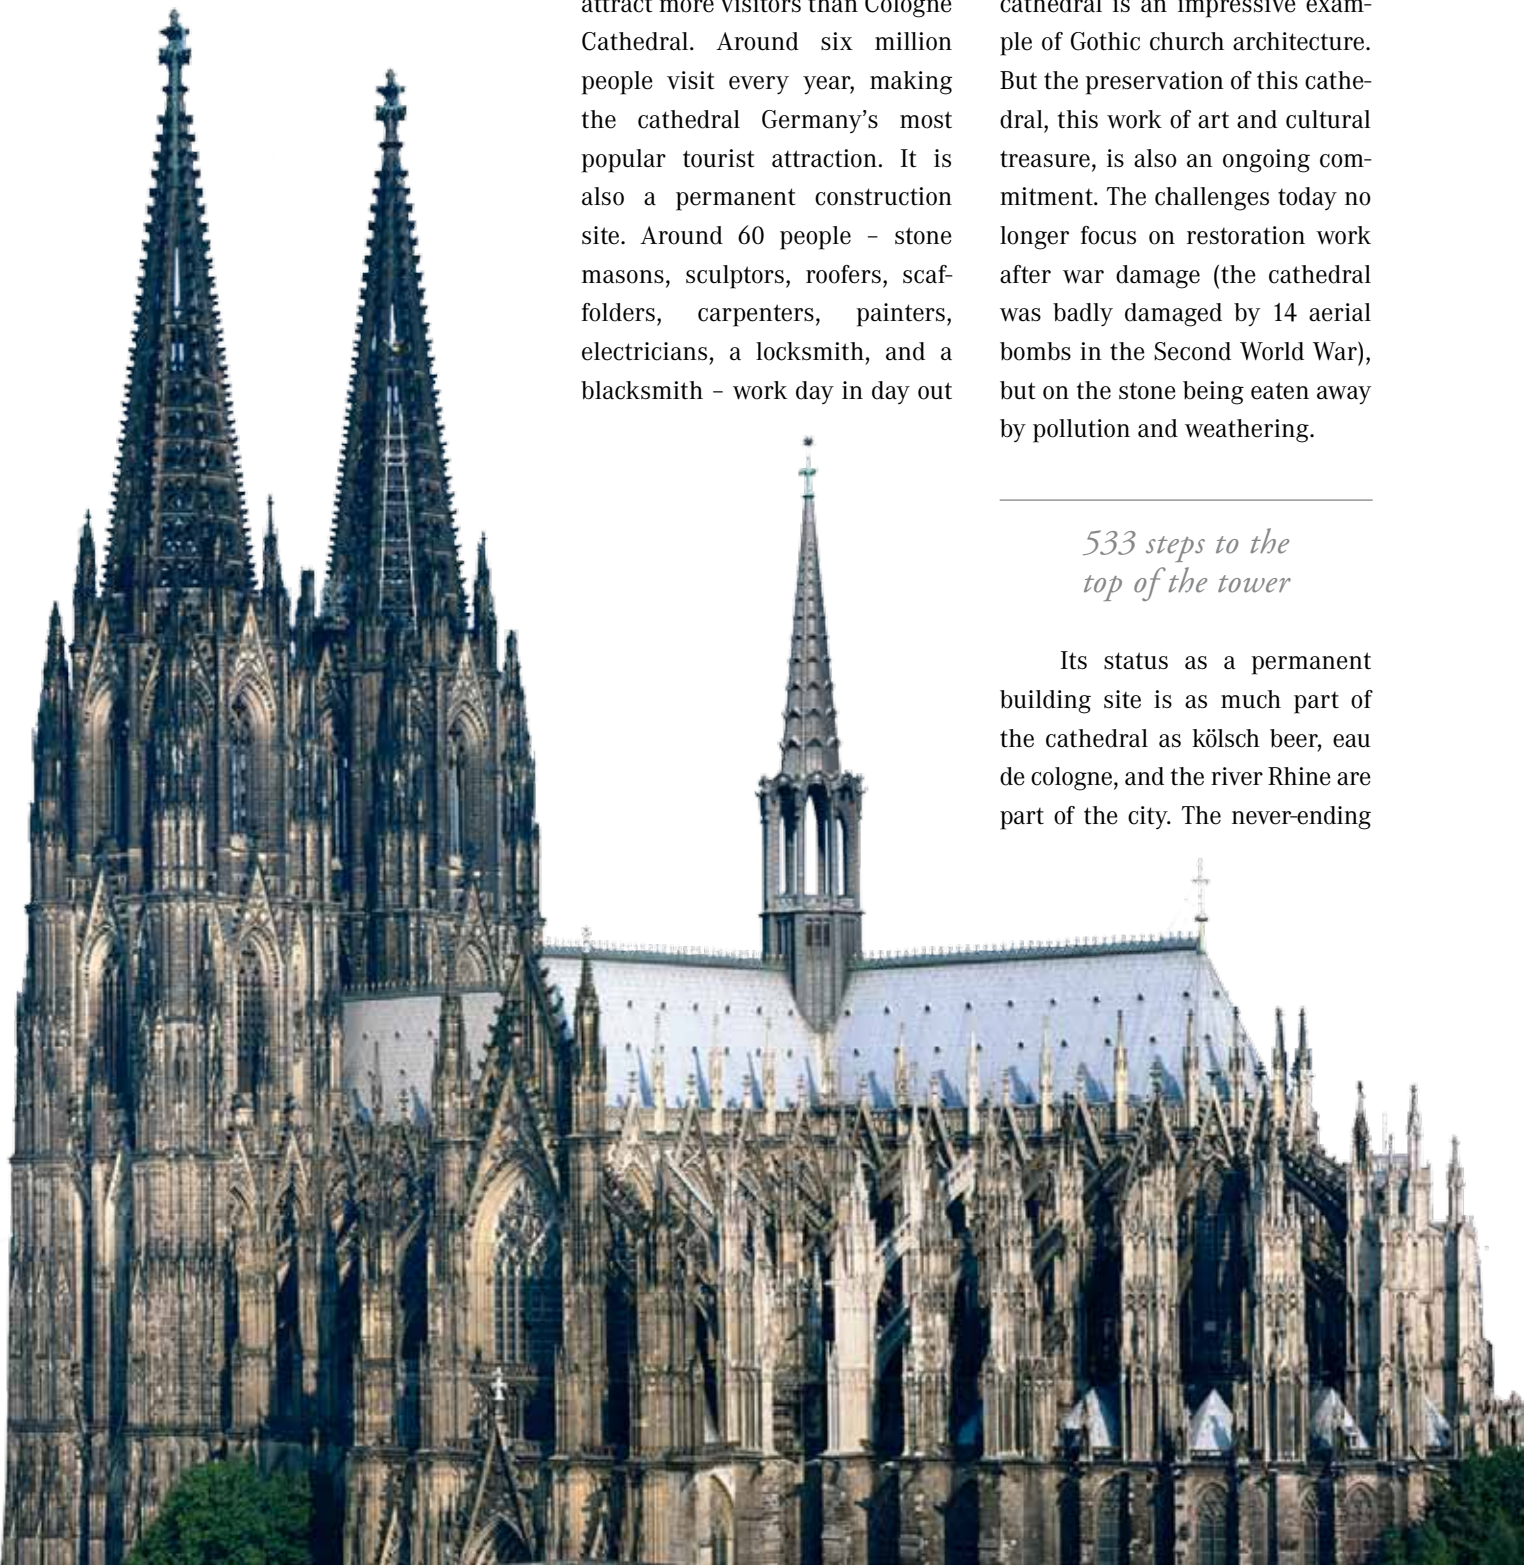 attract more visitors than Cologne
Cathedral. Around six million
people visit every year, making
the cathedral Germany’s most
popular tourist attraction. It is
also a permanent construction
site. Around 60 people – stone
masons, sculptors, roofers, scaf-
folders, carpenters, painters,
electricians, a locksmith, and a
blacksmith – work day in day out
cathedral is an impressive exam-
ple of Gothic church architecture.
But the preservation of this cathe-
dral, this work of art and cultural
treasure, is also an ongoing com-
mitment. The challenges today no
longer focus on restoration work
after war damage (the cathedral
was badly damaged by 14 aerial
bombs in the Second World War),
but on the stone being eaten away
by pollution and weathering.
533 steps to the
top of the tower
Its status as a permanent
building site is as much part of
the cathedral as kölsch beer, eau
de cologne, and the river Rhine are
part of the city. The never-ending